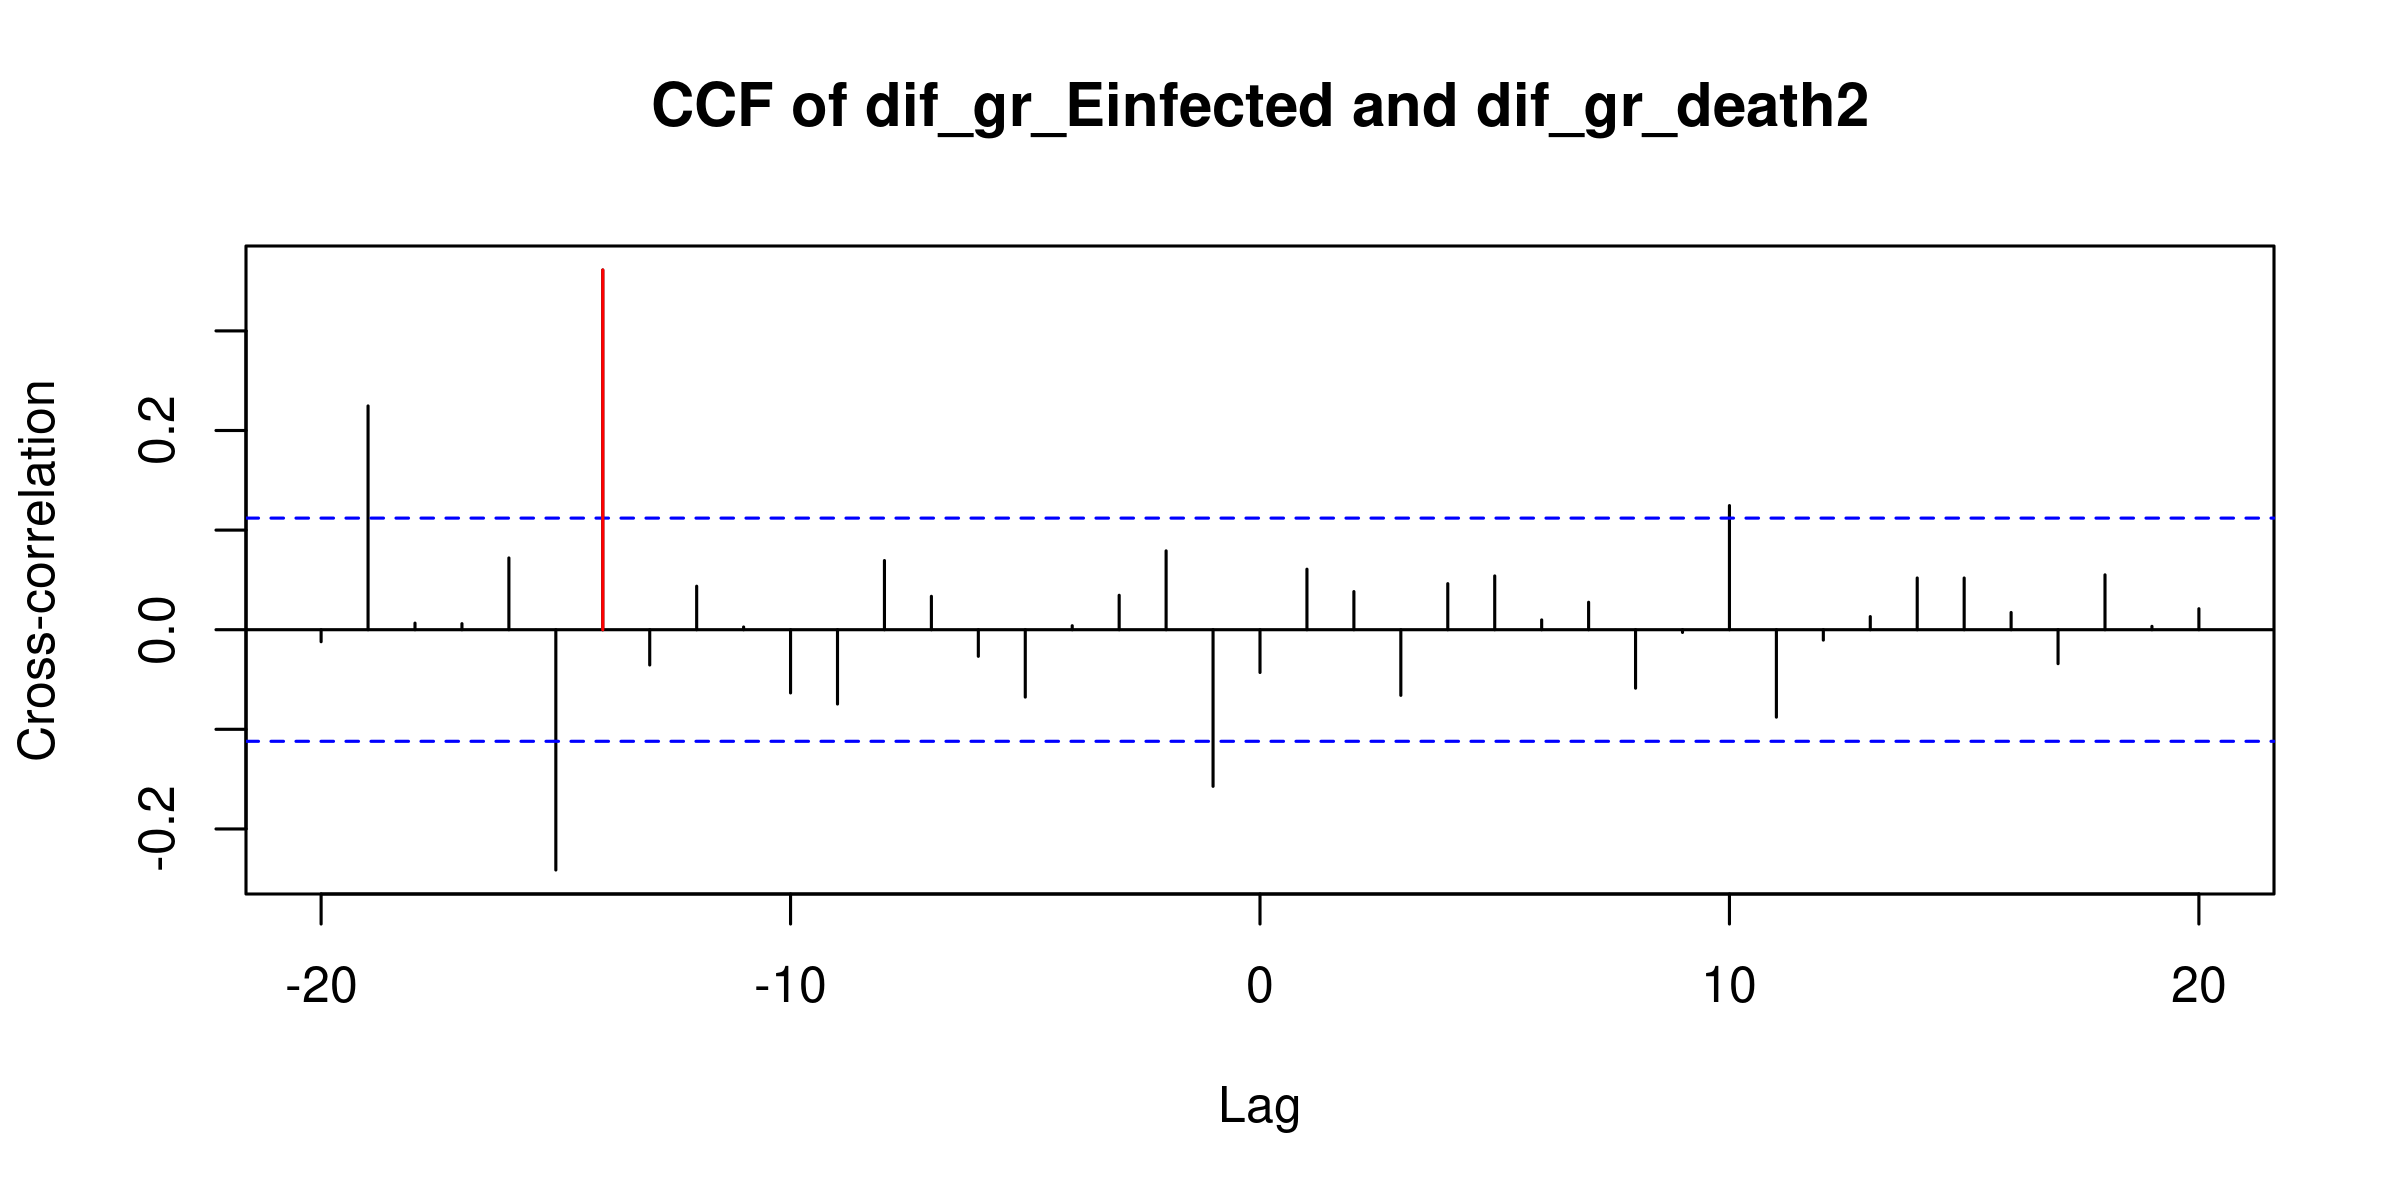 CCF of dif_gr_Einfected and dif_gr_death2
Cross-correlation
0.2
0.0
-0.2
-20 -10 0 10 20
Lag